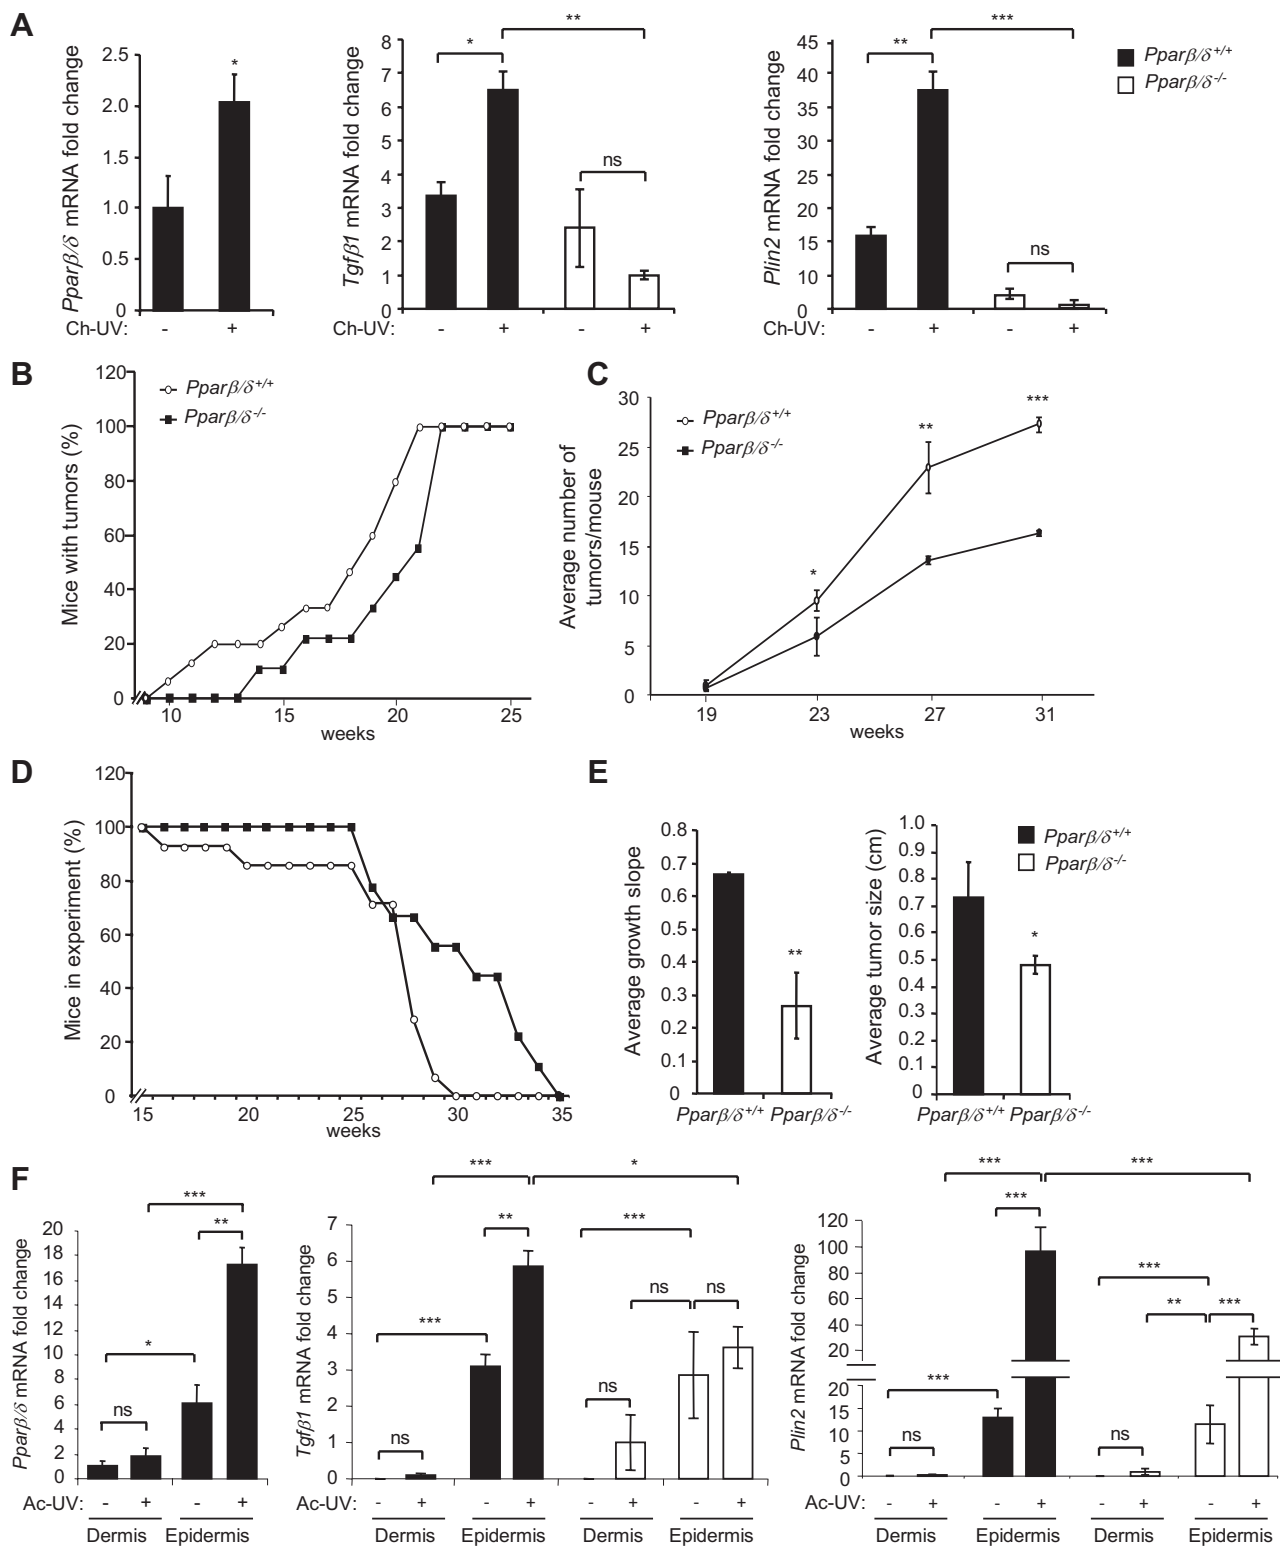 A
Pparβ/δ mRNA fold change
2.5
2.0
1.5
1.0
0.5
0
*
Ch-UV: - +
Tgfβ1 mRNA fold change
8
7
6
5
4
3
2
1
0
* ** ns
Ch-UV: - + - +
Plin2 mRNA fold change
45
40
35
30
25
20
15
10
0
** *** ns
Ch-UV: - + - +
Pparβ/δ+/+
Pparβ/δ-/-
B
Mice with tumors (%)
120
100
80
60
40
20
0
Pparβ/δ+/+
Pparβ/δ-/-
10 15 20 25
weeks
C
Average number of
tumors/mouse
30
25
20
15
10
5
0
Pparβ/δ+/+
Pparβ/δ-/-
* ** ***
19 23 27 31
weeks
D
Mice in experiment (%)
120
100
80
60
40
20
0
15 20 25 30 35
weeks
E
Average growth slope
0.8
0.7
0.6
0.5
0.4
0.3
0.2
0.1
0
**
Pparβ/δ+/+ Pparβ/δ-/-
Average tumor size (cm)
1.0
0.9
0.8
0.7
0.6
0.5
0.4
0.3
0.2
0.1
0
*
Pparβ/δ+/+ Pparβ/δ-/-
Pparβ/δ+/+
Pparβ/δ-/-
F
Pparβ/δ mRNA fold change
20
18
16
14
12
10
8
6
4
2
0
***
**
*
ns
Ac-UV: - + - +
Dermis Epidermis
Tgfβ1 mRNA fold change
7
6
5
4
3
2
1
0
*** *
** ***
ns ns
***
ns
ns
Ac-UV: - + - + - + - +
Dermis Epidermis Dermis Epidermis
Plin2 mRNA fold change
120
100
80
60
40
20
20
15
10
5
0
*** ***
***
***
** ***
***
ns ns
Ac-UV: - + - + - + - +
Dermis Epidermis Dermis Epidermis